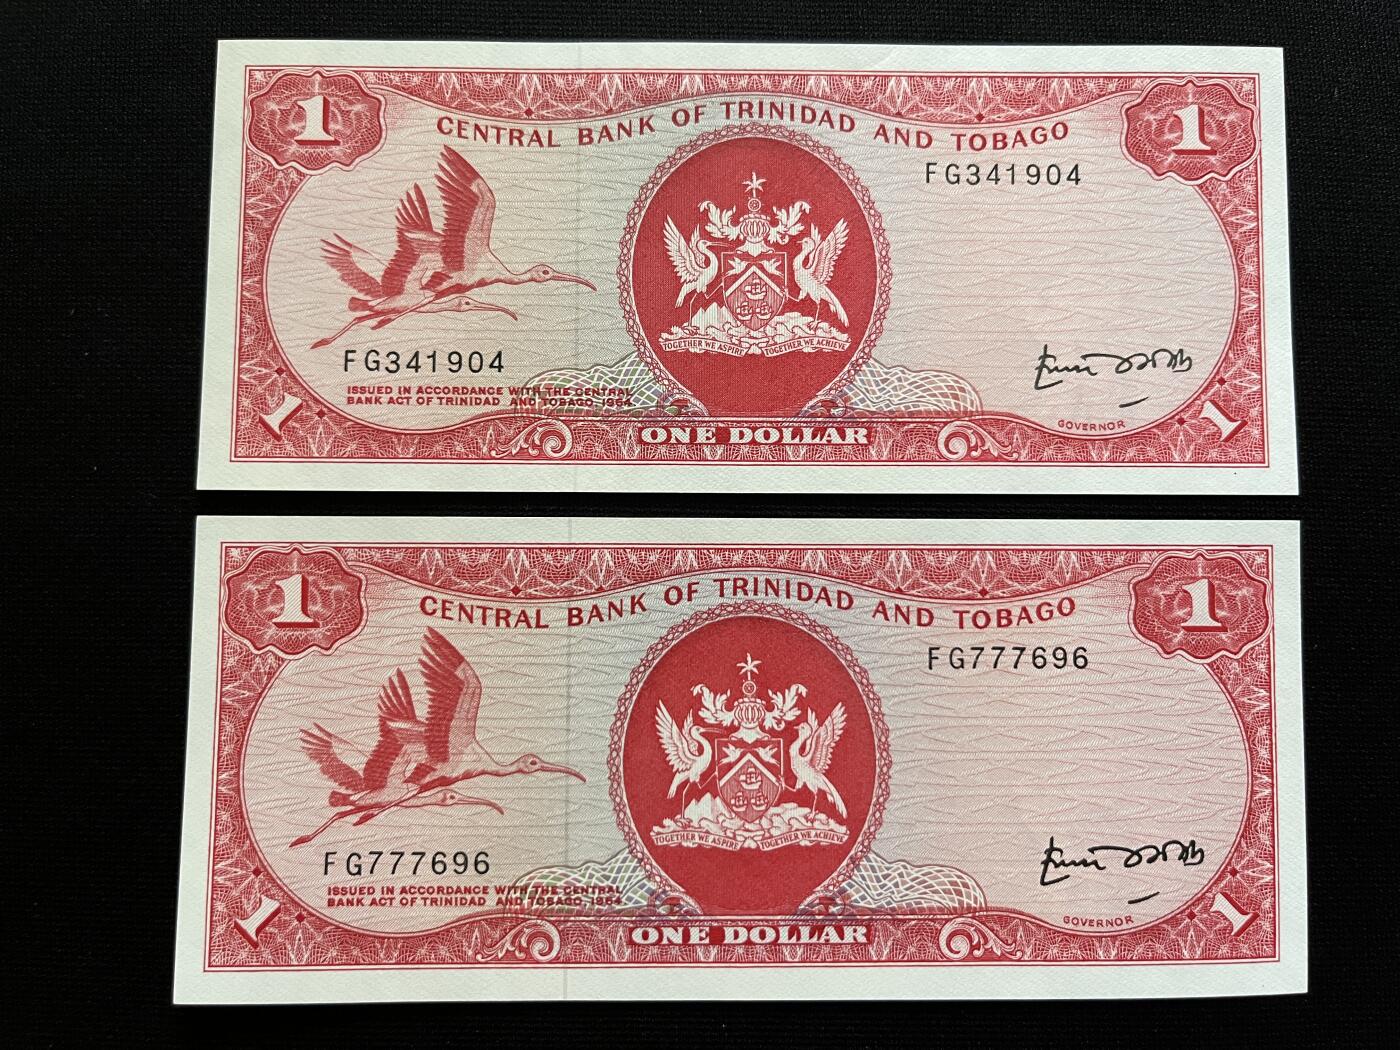 1
1
CENTRAL BANK OF TRINIDAD AND TOBAGO
FG341904
TOGETHER WE ASPIRE TOGETHER WE ACHIEVE
FG341904
ISSUED IN ACCORDANCE WITH THE CENTRAL
BANK ACT OF TRINIDAD AND TOBAGO, 1964
GOVERNOR
1
ONE DOLLAR
1
1
1
CENTRAL BANK OF TRINIDAD AND TOBAGO
FG777696
TOGETHER WE ASPIRE TOGETHER WE ACHIEVE
FG777696
ISSUED IN ACCORDANCE WITH THE CENTRAL
BANK ACT OF TRINIDAD AND TOBAGO, 1964
GOVERNOR
1
ONE DOLLAR
1